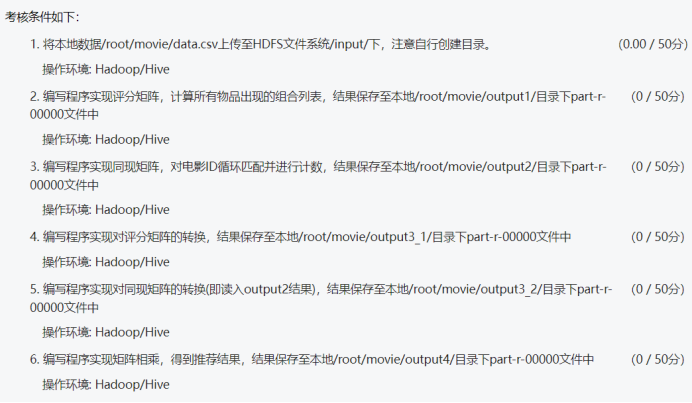 考核条件如下：
1. 将本地数据/root/movie/data.csv上传至HDFS文件系统/input/下，注意自行创建目录。 (0.00 / 50分)
操作环境: Hadoop/Hive
2. 编写程序实现评分矩阵，计算所有物品出现的组合列表，结果保存至本地/root/movie/output1/目录下part-r- (0 / 50分)
00000文件中
操作环境: Hadoop/Hive
3. 编写程序实现同现矩阵，对电影ID循环匹配并进行计数，结果保存至本地/root/movie/output2/目录下part-r- (0 / 50分)
00000文件中
操作环境: Hadoop/Hive
4. 编写程序实现对评分矩阵的转换，结果保存至本地/root/movie/output3_1/目录下part-r-00000文件中 (0 / 50分)
操作环境: Hadoop/Hive
5. 编写程序实现对同现矩阵的转换(即读入output2结果)，结果保存至本地/root/movie/output3_2/目录下part-r- (0 / 50分)
00000文件中
操作环境: Hadoop/Hive
6. 编写程序实现矩阵相乘，得到推荐结果，结果保存至本地/root/movie/output4/目录下part-r-00000文件中 (0 / 50分)
操作环境: Hadoop/Hive